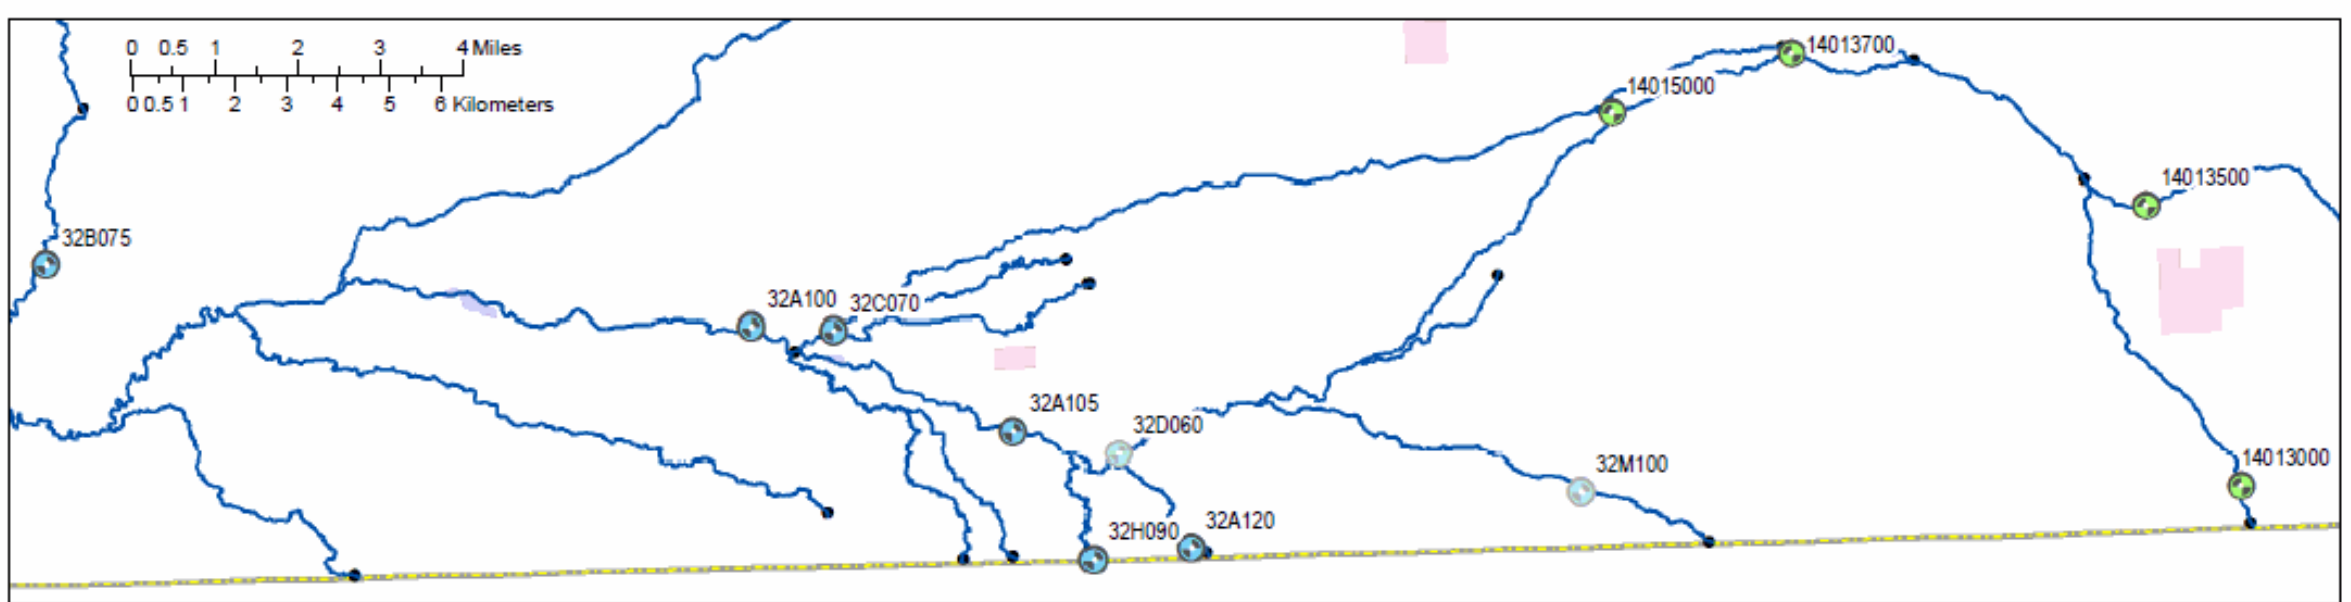 0 0.5 1 2 3 4 Miles
0 0.5 1 2 3 4 5 6 Kilometers
14013700
14015000
14013500
32B075
32A100
32C070
32A105
32D060
14013000
32M100
32A120
32H090